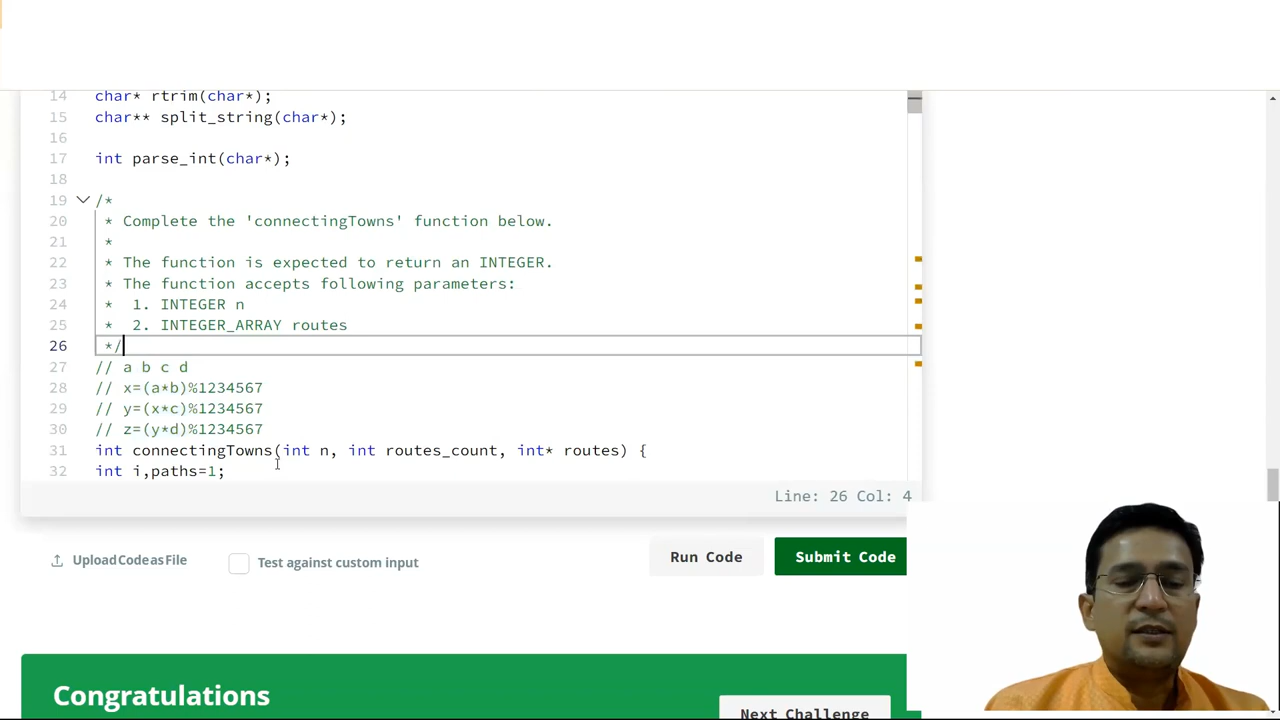 14 char* rtrim(char*);
15 char** split_string(char*);
16
17 int parse_int(char*);
18
19 /*
20 * Complete the 'connectingTowns' function below.
21 *
22 * The function is expected to return an INTEGER.
23 * The function accepts following parameters:
24 * 1. INTEGER n
25 * 2. INTEGER_ARRAY routes
26 */
27 // a b c d
28 // x=(a*b)%1234567
29 // y=(x*c)%1234567
30 // z=(y*d)%1234567
31 int connectingTowns(int n, int routes_count, int* routes) {
32 int i,paths=1;
Line: 26 Col: 4
Upload Code as File
Test against custom input
Run Code
Submit Code
Congratulations
Next Challenge